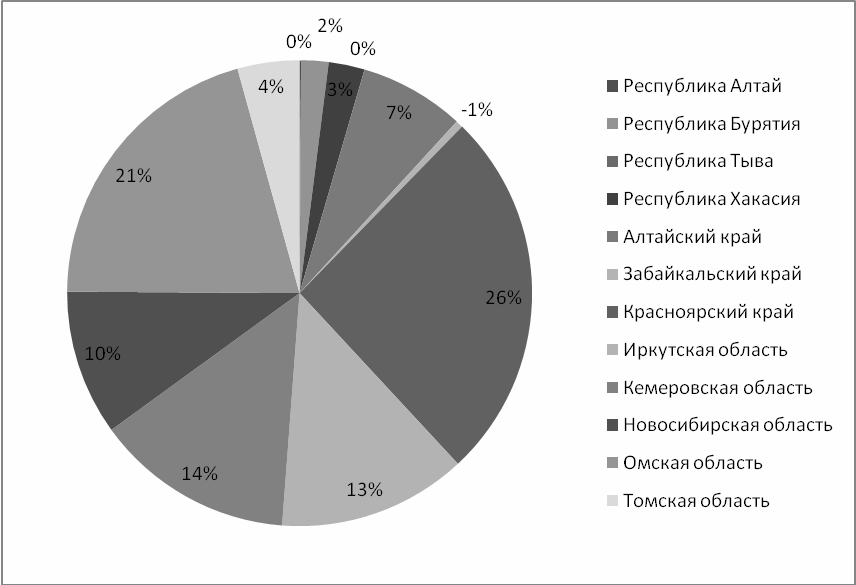 2%
0%
0%
3%
4%
7%
-1%
21%
26%
10%
14%
13%
Республика Алтай
Республика Бурятия
Республика Тыва
Республика Хакасия
Алтайский край
Забайкальский край
Красноярский край
Иркутская область
Кемеровская область
Новосибирская область
Омская область
Томская область